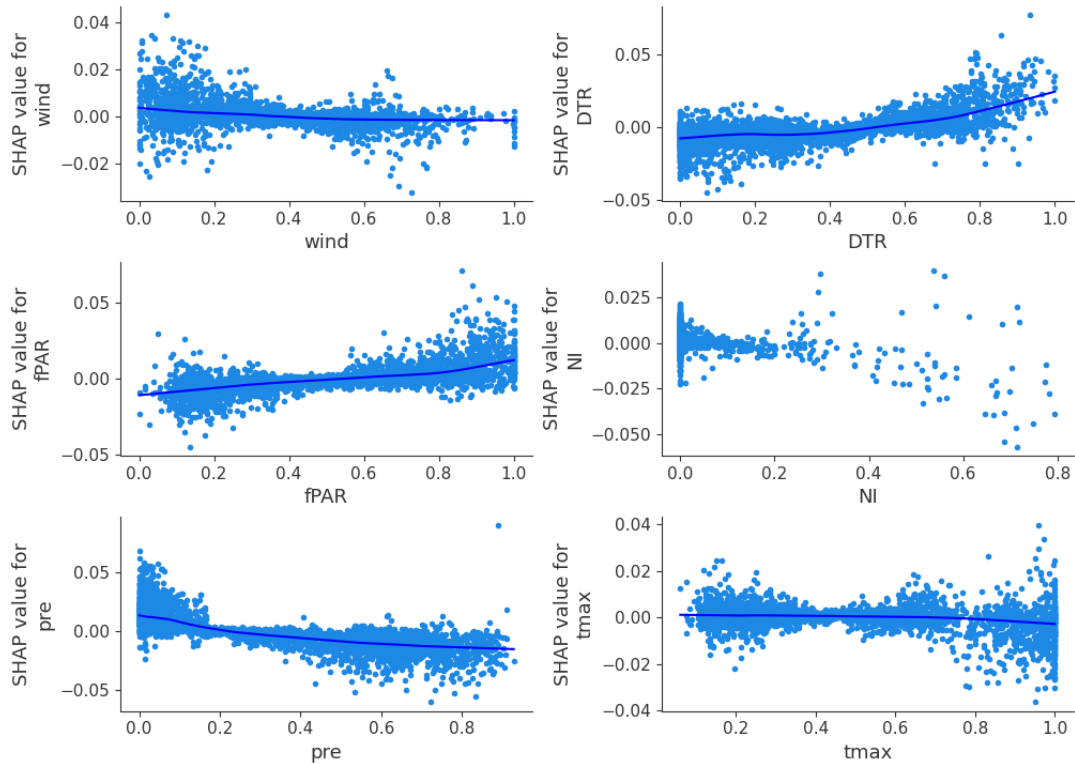 SHAP value for
wind
0.04
0.02
0.00
−0.02
0.0 0.2 0.4 0.6 0.8 1.0
wind
SHAP value for
DTR
0.05
0.00
−0.05
0.0 0.2 0.4 0.6 0.8 1.0
DTR
SHAP value for
fPAR
0.05
0.00
−0.05
0.0 0.2 0.4 0.6 0.8 1.0
fPAR
SHAP value for
NI
0.025
0.000
−0.025
−0.050
0.0 0.2 0.4 0.6 0.8
NI
SHAP value for
pre
0.05
0.00
−0.05
0.0 0.2 0.4 0.6 0.8
pre
SHAP value for
tmax
0.04
0.02
0.00
−0.02
−0.04
0.2 0.4 0.6 0.8 1.0
tmax